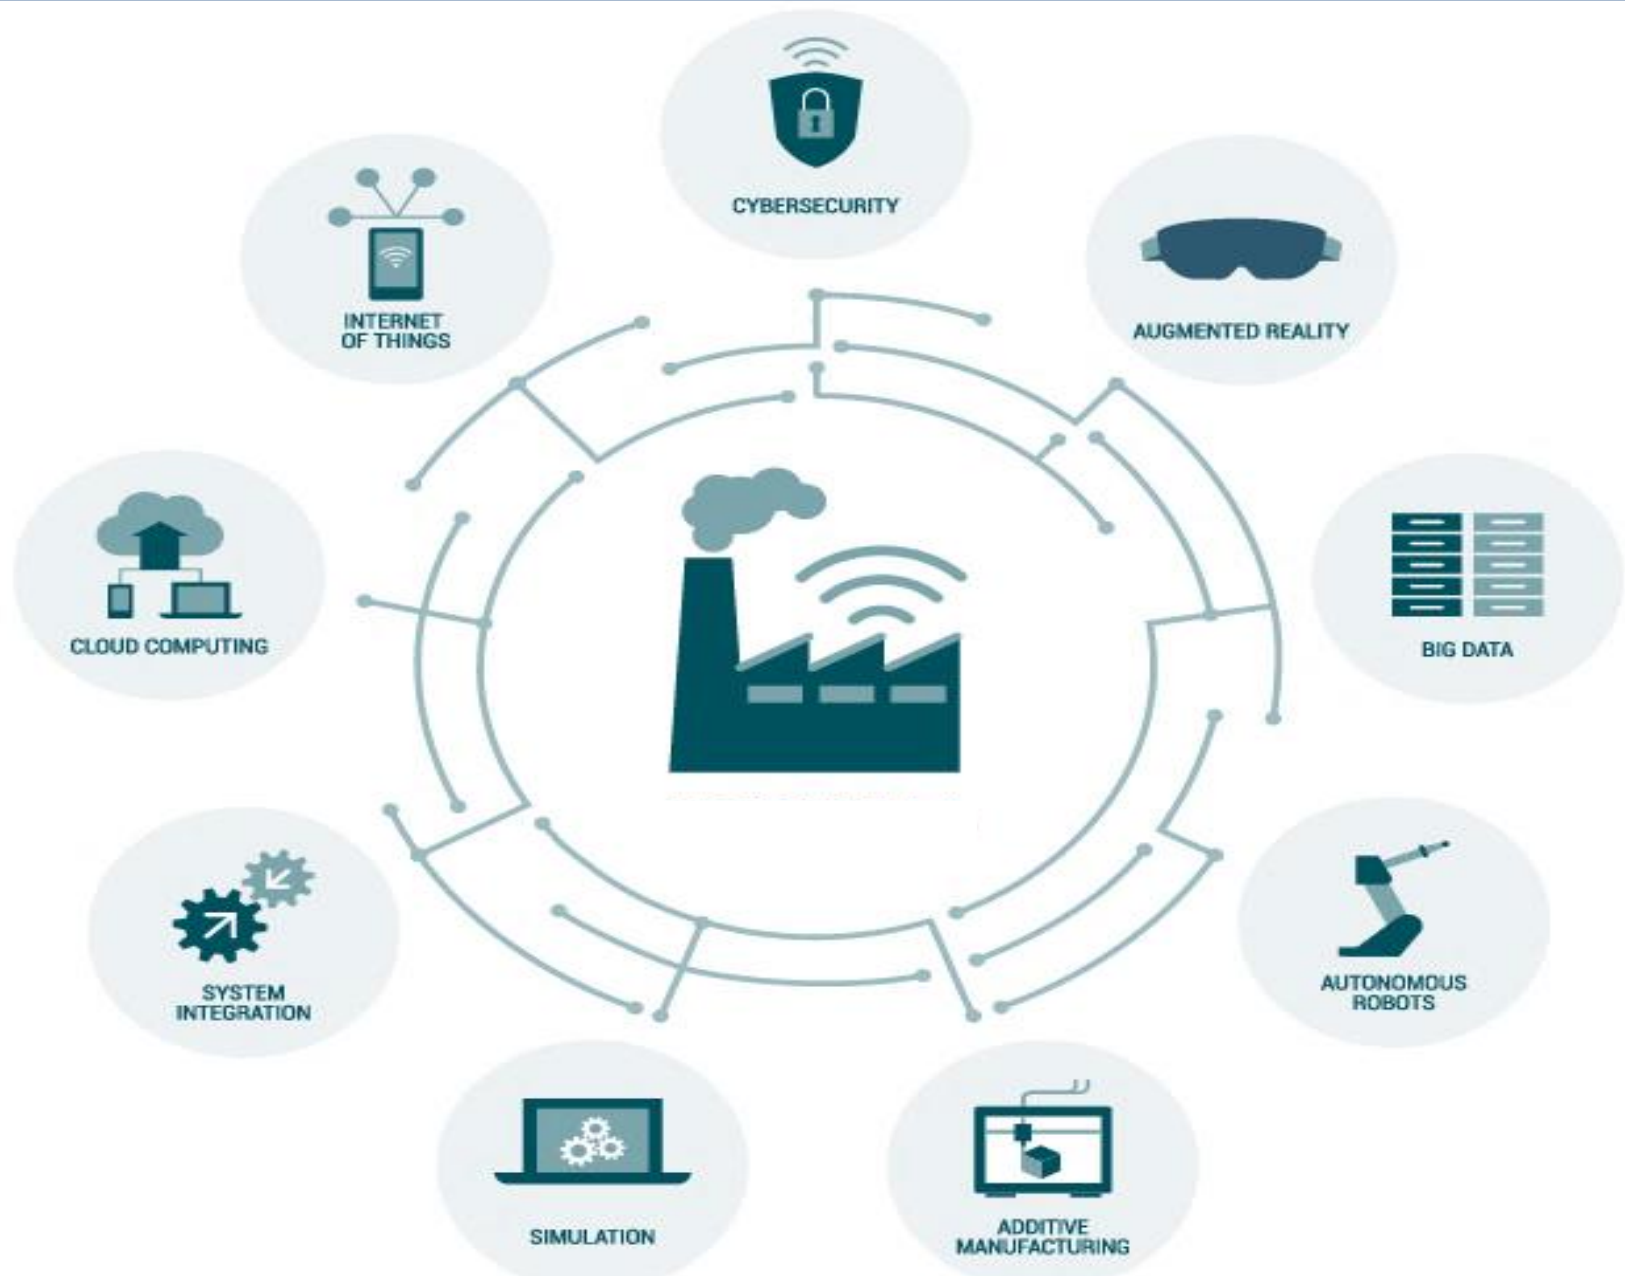 CYBERSECURITY
INTERNET
OF THINGS
AUGMENTED REALITY
CLOUD COMPUTING
BIG DATA
SYSTEM
INTEGRATION
AUTONOMOUS
ROBOTS
SIMULATION
ADDITIVE
MANUFACTURING